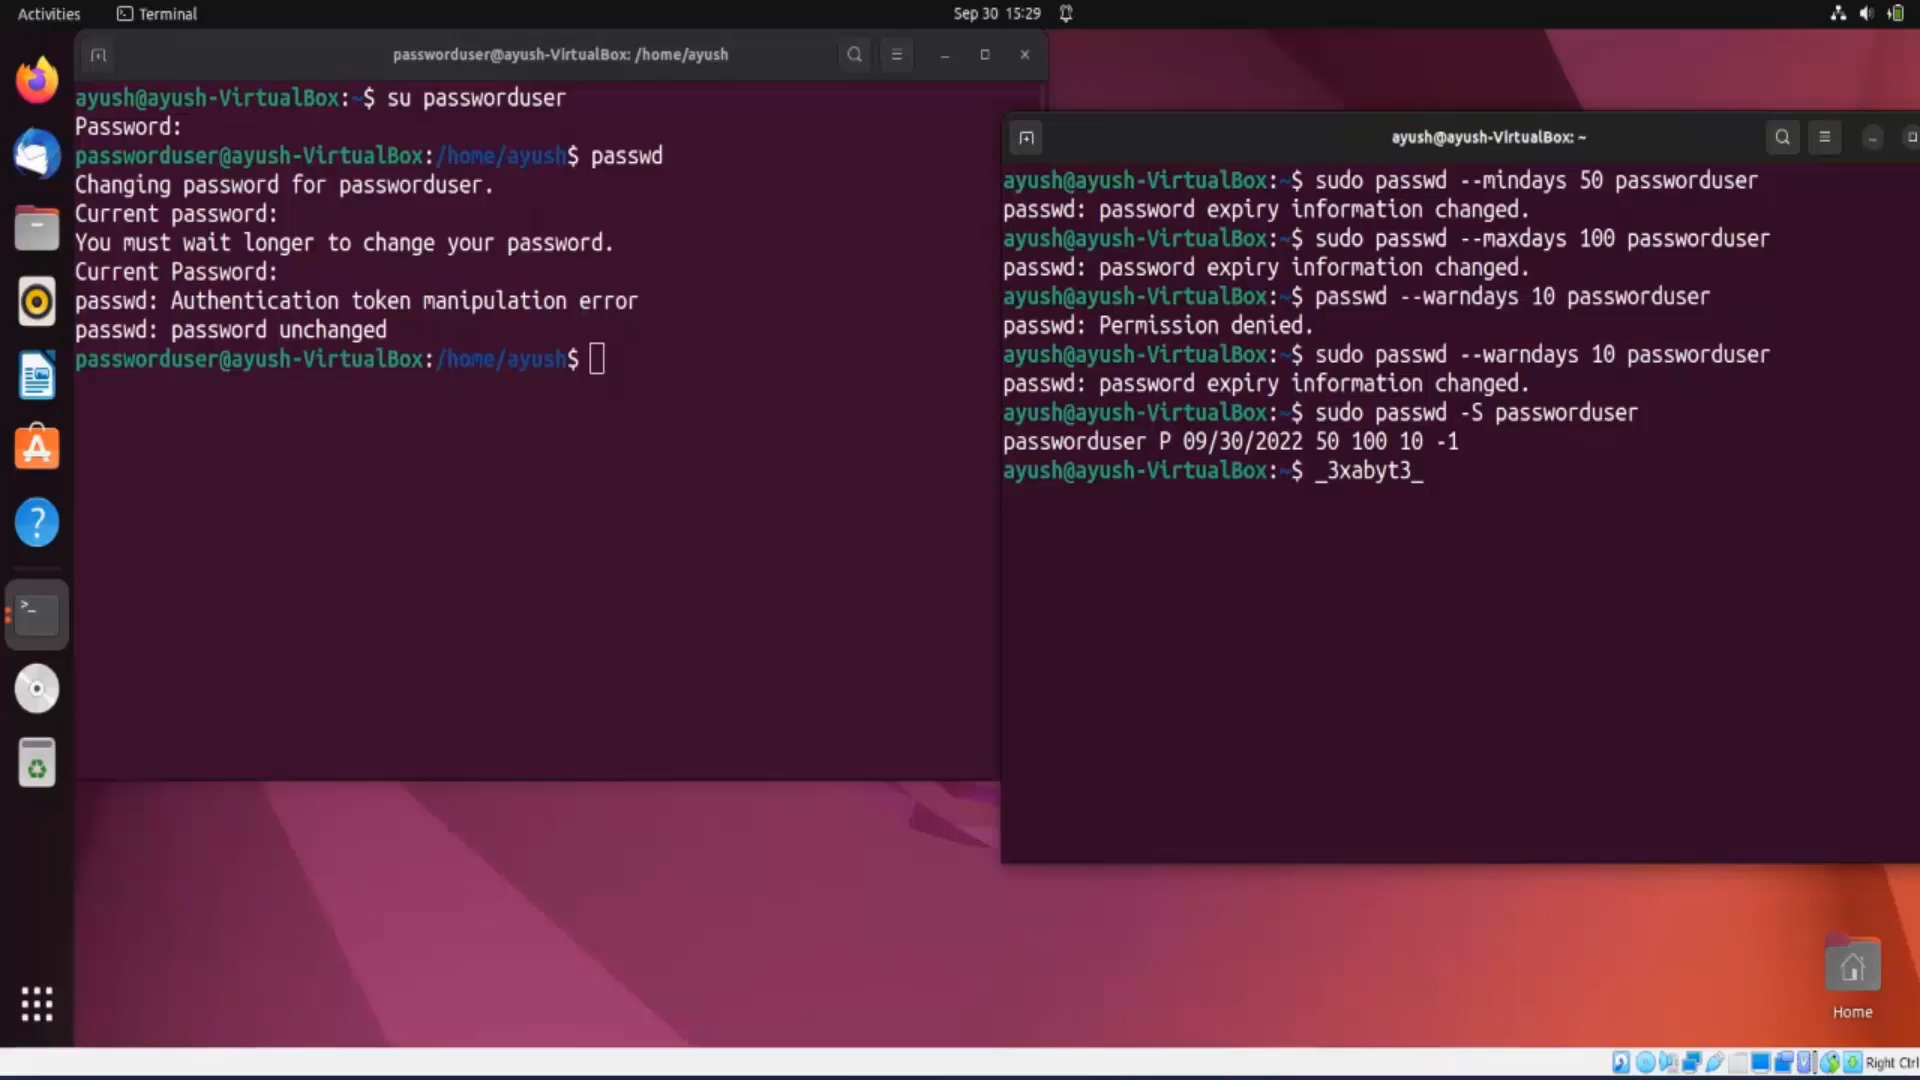 Activities
Terminal
Sep 30 15:29
passworduser@ayush-VirtualBox: /home/ayush
ayush@ayush-VirtualBox:~$ su passworduser
Password:
passworduser@ayush-VirtualBox:/home/ayush$ passwd
Changing password for passworduser.
Current password:
You must wait longer to change your password.
Current Password:
passwd: Authentication token manipulation error
passwd: password unchanged
passworduser@ayush-VirtualBox:/home/ayush$
ayush@ayush-VirtualBox: ~
ayush@ayush-VirtualBox:~$ sudo passwd --mindays 50 passworduser
passwd: password expiry information changed.
ayush@ayush-VirtualBox:~$ sudo passwd --maxdays 100 passworduser
passwd: password expiry information changed.
ayush@ayush-VirtualBox:~$ passwd --warndays 10 passworduser
passwd: Permission denied.
ayush@ayush-VirtualBox:~$ sudo passwd --warndays 10 passworduser
passwd: password expiry information changed.
ayush@ayush-VirtualBox:~$ sudo passwd -S passworduser
passworduser P 09/30/2022 50 100 10 -1
ayush@ayush-VirtualBox:~$ _3xabyt3_
Home
Right Ctrl